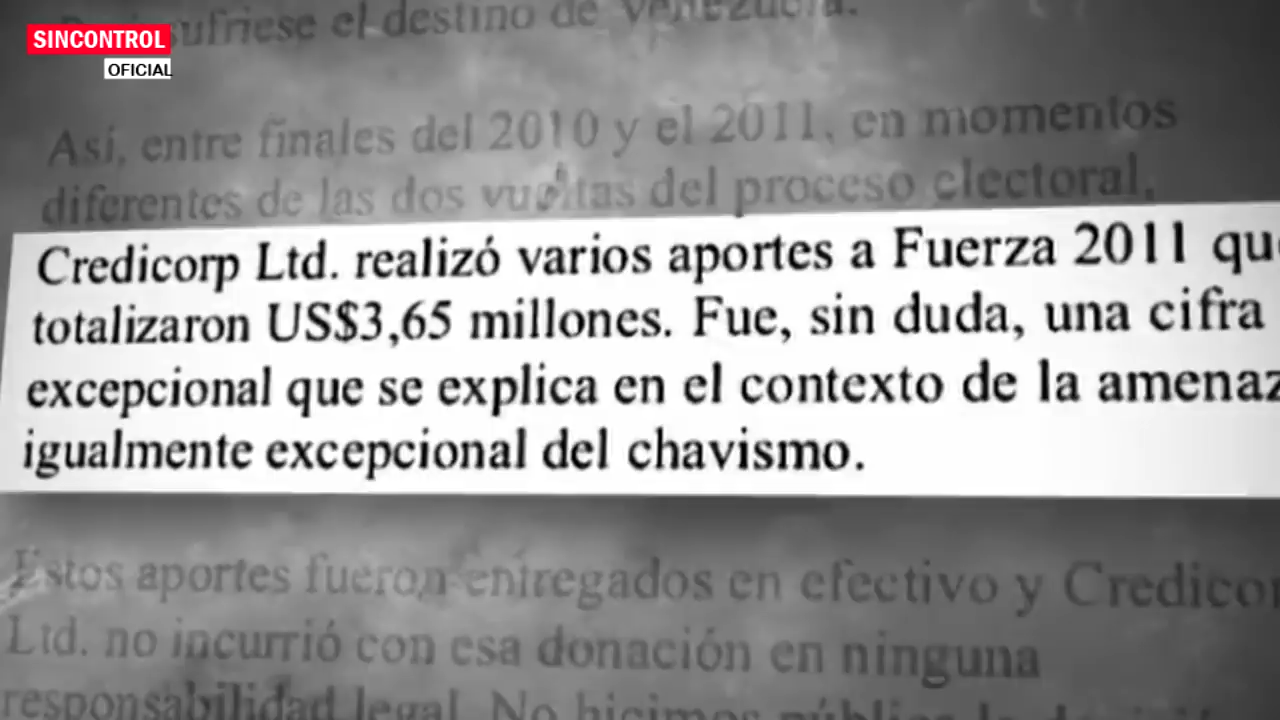 SINCONTROL
OFICIAL
sufriese el destino de Venezuela.
Así, entre finales del 2010 y el 2011, en momentos
diferentes de las dos vueltas del proceso electoral,
Credicorp Ltd. realizó varios aportes a Fuerza 2011 qu
totalizaron US$3,65 millones. Fue, sin duda, una cifra
excepcional que se explica en el contexto de la amenaz
igualmente excepcional del chavismo.
Estos aportes fueron entregados en efectivo y Credicor
Ltd. no incurrió con esa donación en ninguna
responsabilidad legal. No hicimos